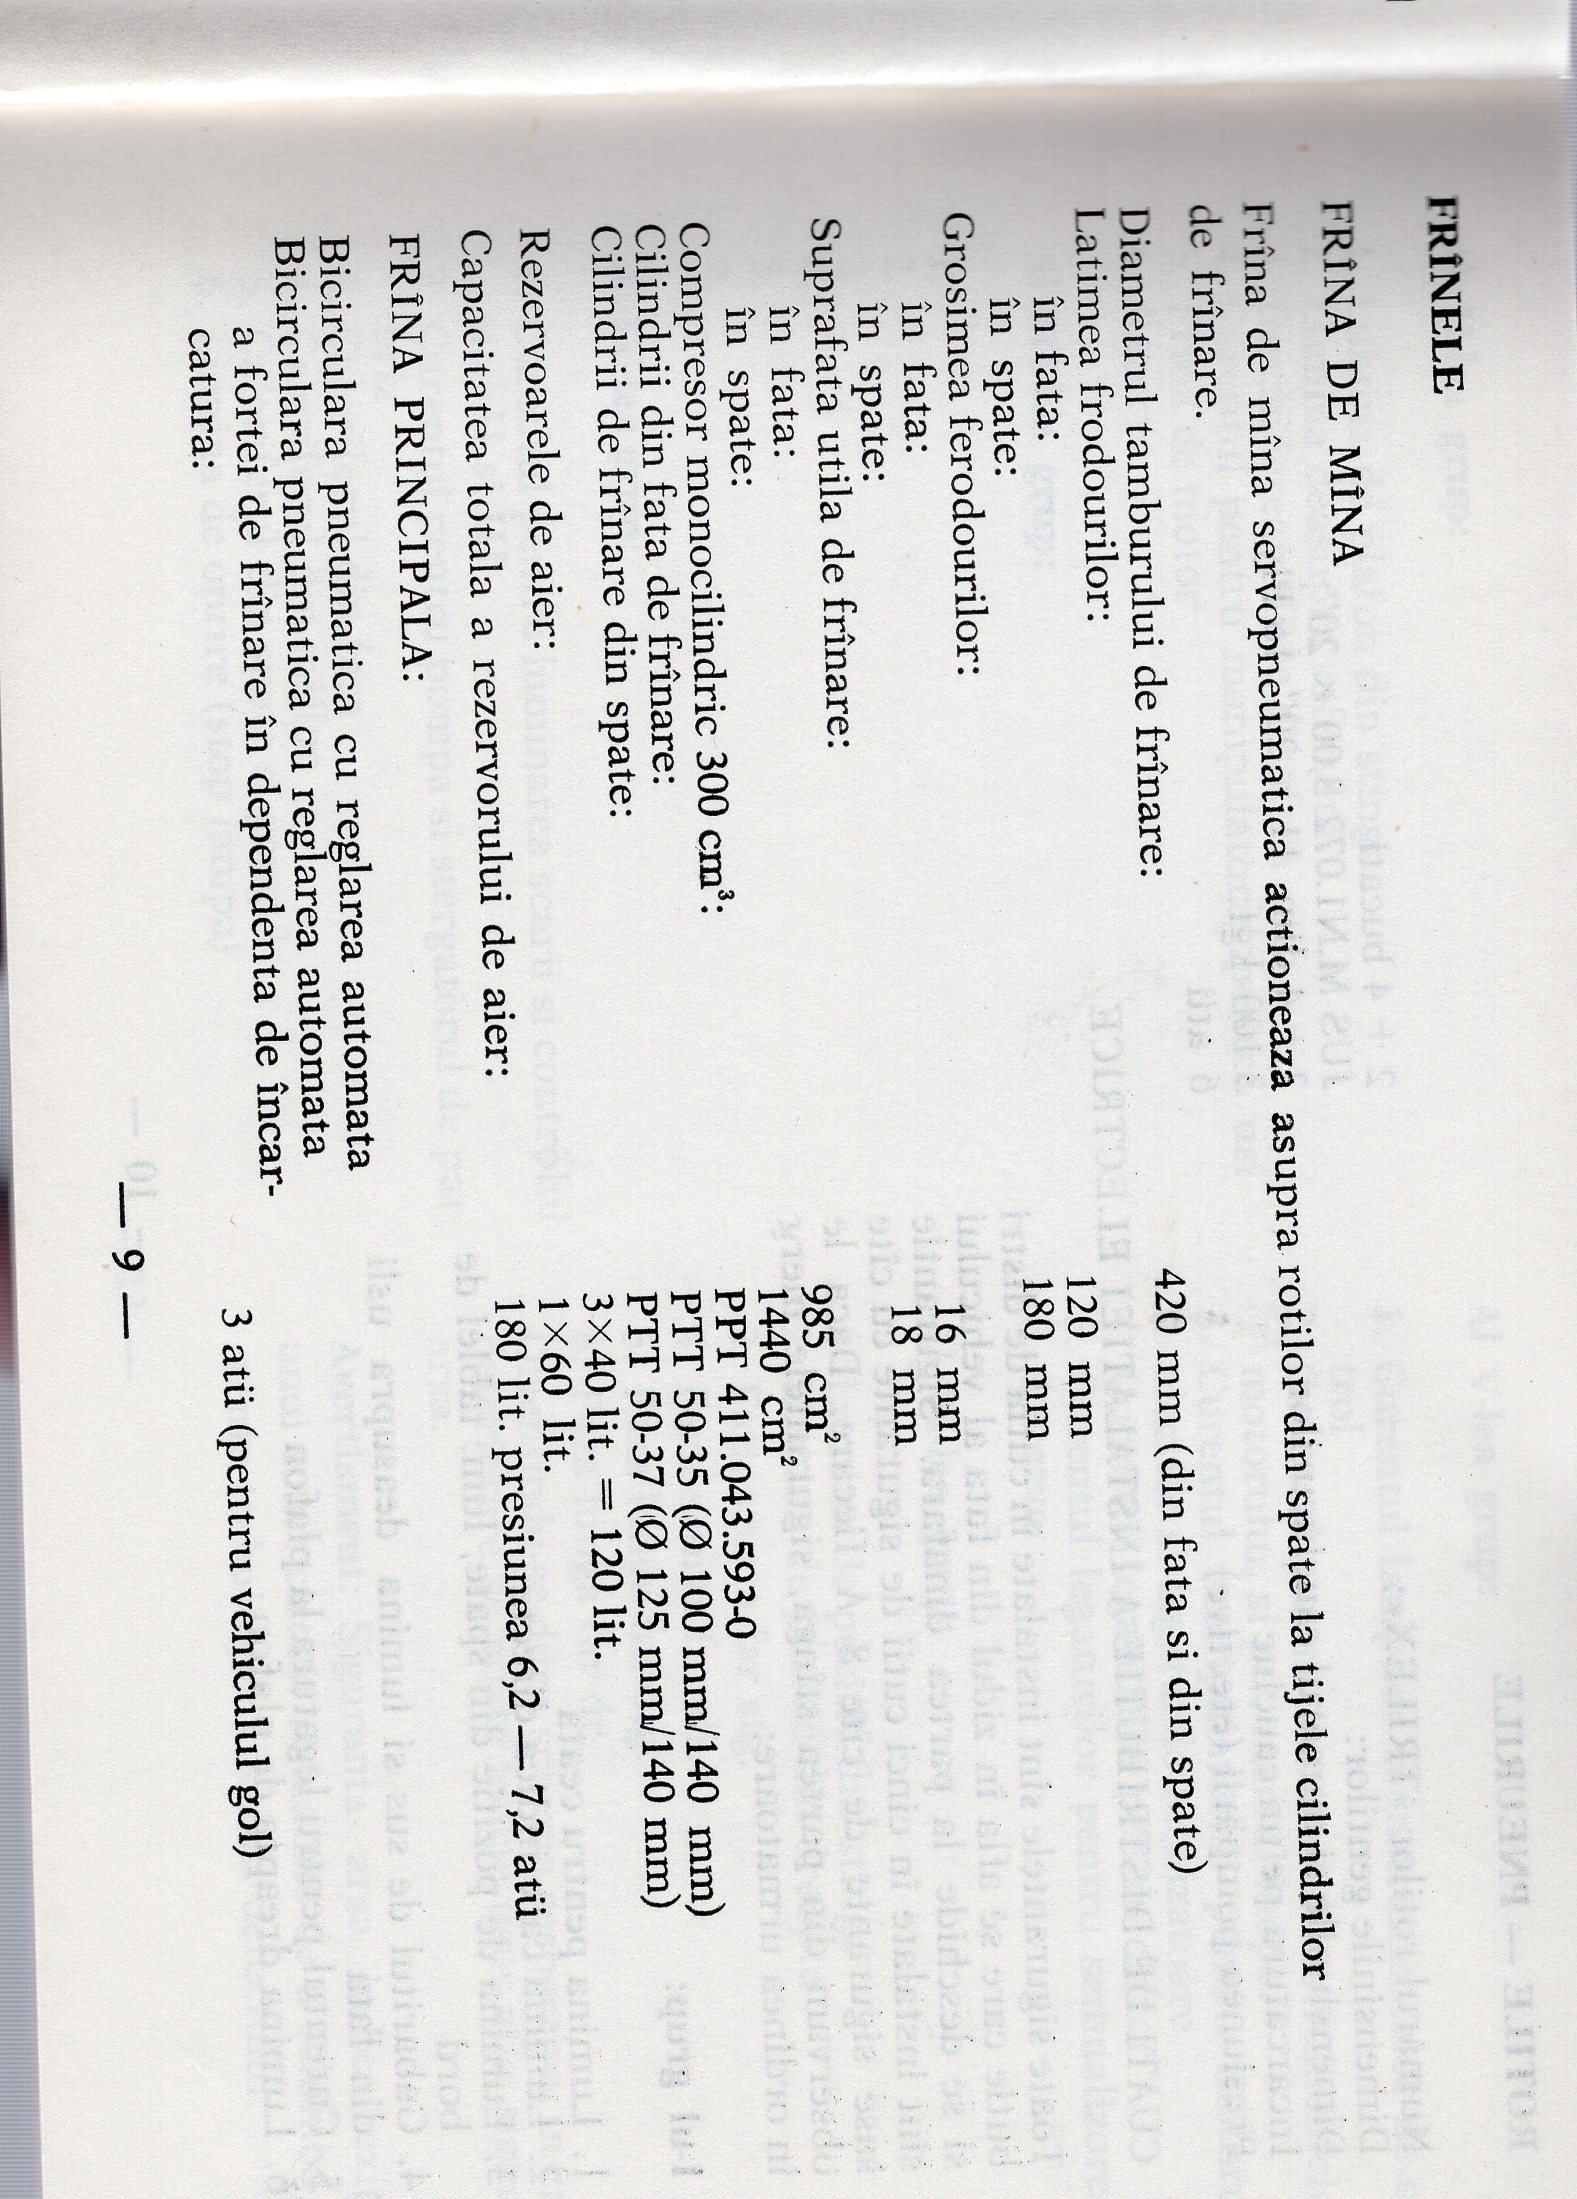 FRÎNELE
FRÎNA DE MÎNA
Frîna de mîna servopneumatica actioneaza asupra rotilor din spate la tijele cilindrilor
de frînare.
Diametrul tamburului de frînare: 420 mm (din fata si din spate)
Latimea frodourilor:
în fata: 120 mm
în spate: 180 mm
Grosimea ferodourilor:
în fata: 16 mm
în spate: 18 mm
Suprafata utila de frînare:
în fata: 985 cm²
în spate: 1440 cm²
Compresor monocilindric 300 cm³: PPT 411.043.593-0
Cilindrii din fata de frînare: PTT 50-35 (Ø 100 mm/140 mm)
Cilindrii de frînare din spate: PTT 50-37 (Ø 125 mm/140 mm)
3×40 lit. = 120 lit.
Rezervoarele de aier: 1×60 lit.
Capacitatea totala a rezervorului de aier: 180 lit. presiunea 6,2 — 7,2 atü
FRÎNA PRINCIPALA:
Bicirculara pneumatica cu reglarea automata
Bicirculara pneumatica cu reglarea automata
a fortei de frînare în dependenta de încar-
catura: 3 atü (pentru vehiculul gol)
— 9 —